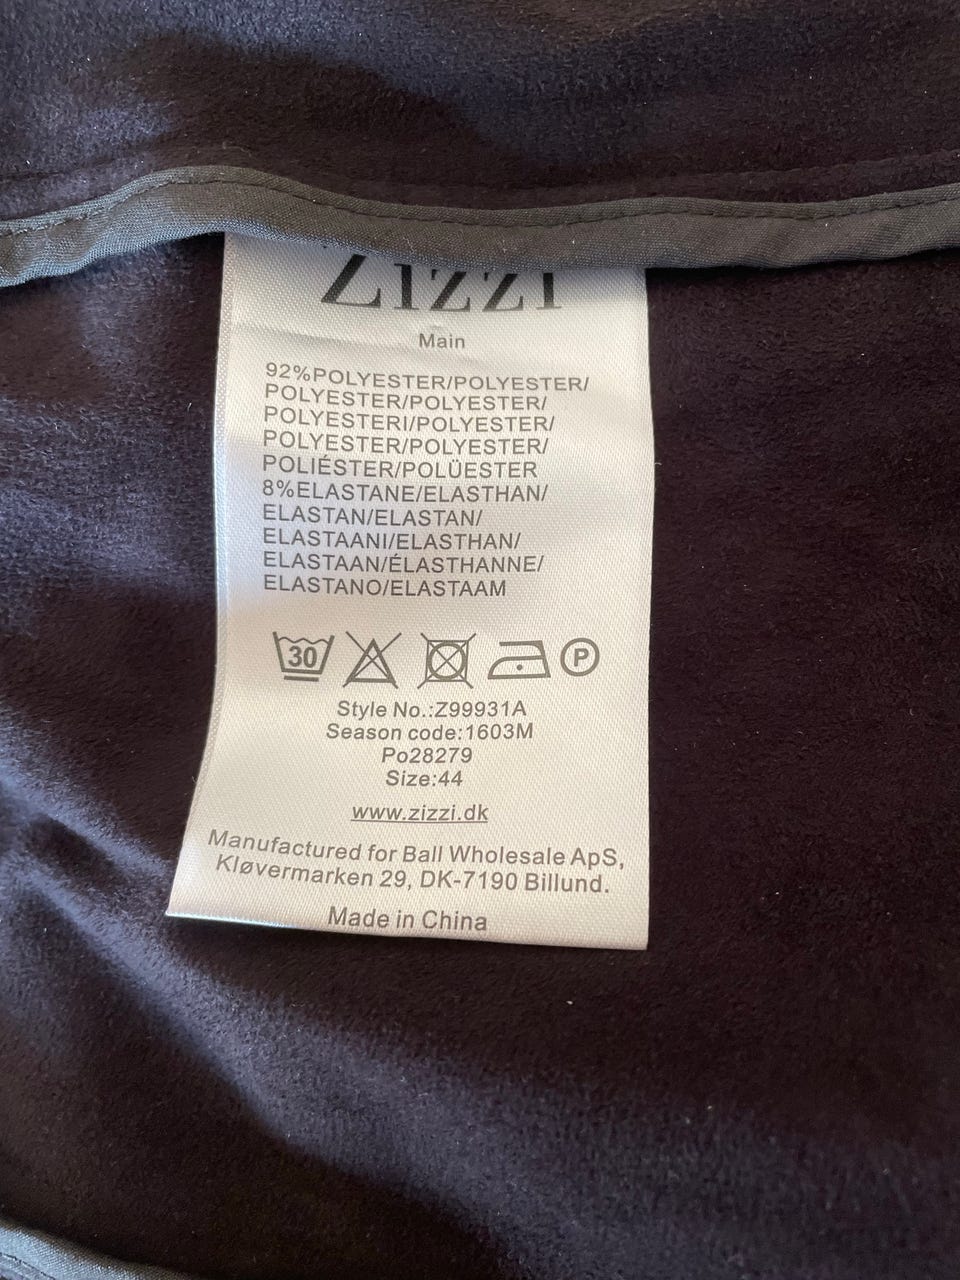 Zizzi
Main
92%POLYESTER/POLYESTER/
POLYESTER/POLYESTER/
POLYESTERI/POLYESTER/
POLYESTER/POLYESTER/
POLIÉSTER/POLÜESTER
8%ELASTANE/ELASTHAN/
ELASTAN/ELASTAN/
ELASTAANI/ELASTHAN/
ELASTAAN/ÉLASTHANNE/
ELASTANO/ELASTAAM
30 P
Style No.:Z99931A
Season code:1603M
Po28279
Size:44
www.zizzi.dk
Manufactured for Ball Wholesale ApS,
Kløvermarken 29, DK-7190 Billund.
Made in China